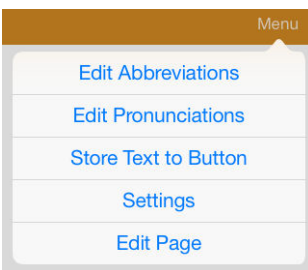 Menu
Edit Abbreviations
Edit Pronunciations
Store Text to Button
Settings
Edit Page